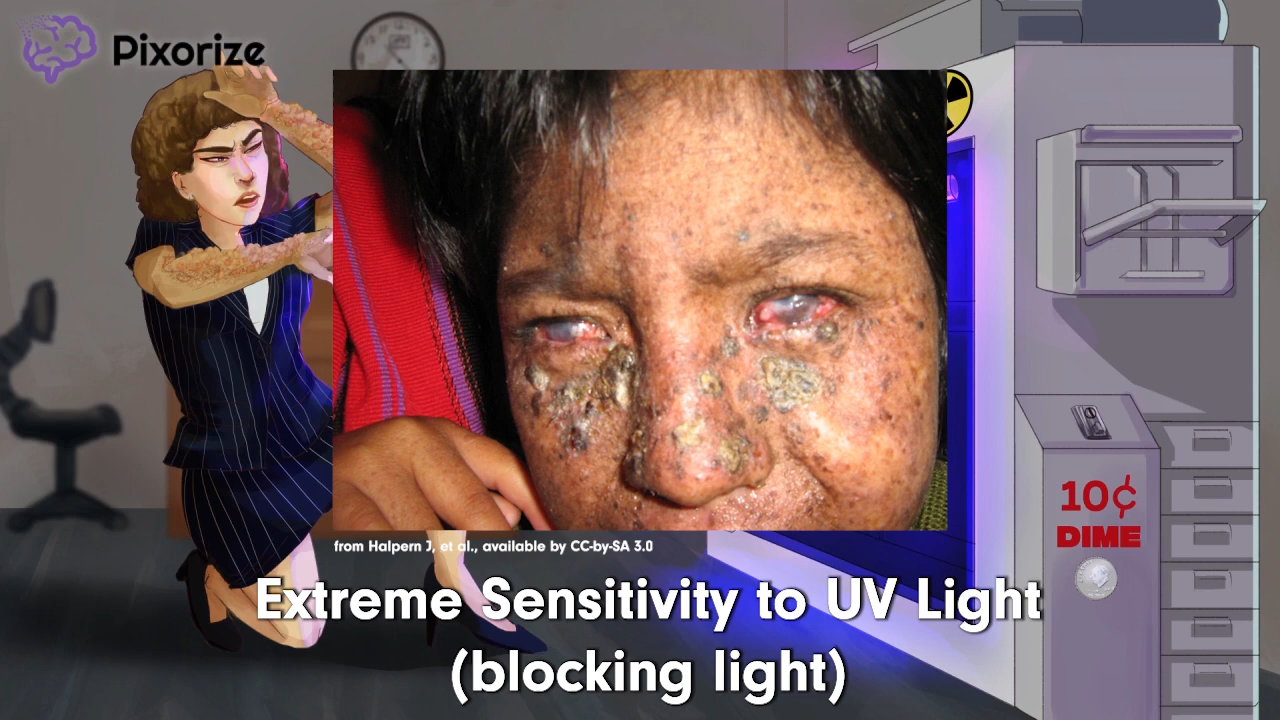 Pixorize
10¢
DIME
from Halpern J, et al., available by CC-by-SA 3.0
Extreme Sensitivity to UV Light
(blocking light)